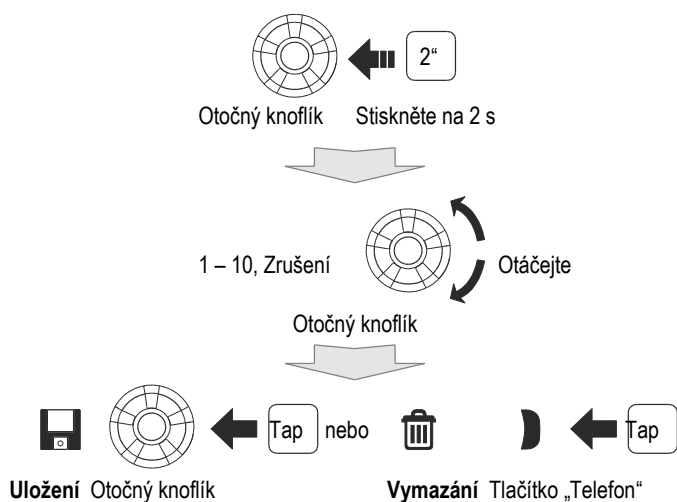 2“
Otočný knoflík Stiskněte na 2 s
1 – 10, Zrušení Otáčejte
Otočný knoflík
Tap nebo Tap
Uložení Otočný knoflík Vymazání Tlačítko „Telefon“